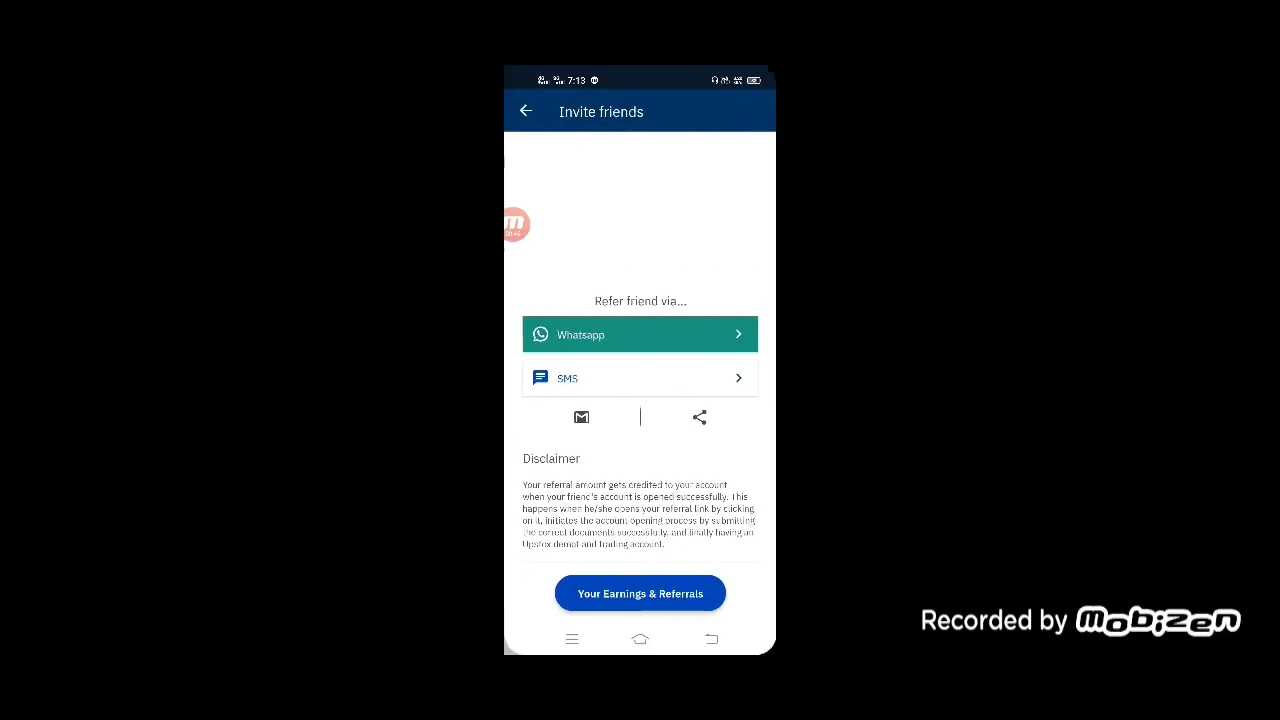 7:13
Invite friends
00:45
Refer friend via...
Whatsapp
SMS
Disclaimer
Your referral amount gets credited to your account
when your friend's account is opened successfully. This
happens when he/she opens your referral link by clicking
on it, initiates the account opening process by submitting
the correct documents successfully, and finally having an
Upstox demat and trading account.
Your Earnings & Referrals
Recorded by mobizen